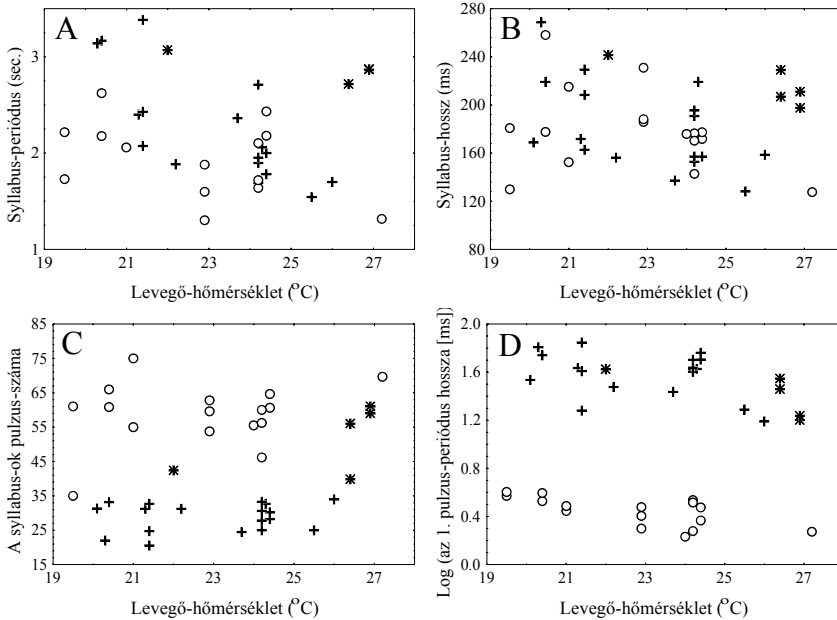 A
Syllabus-periódus (sec.)
3
2
1
19 21 23 25 27
Levegő-hőmérséklet (°C)
B
Syllabus-hossz (ms)
280
240
200
160
120
80
19 21 23 25 27
Levegő-hőmérséklet (°C)
C
A syllabus-ok pulzus-száma
85
75
65
55
45
35
25
15
19 21 23 25 27
Levegő-hőmérséklet (°C)
D
Log (az 1. pulzus-periódus hossza [ms])
2.0
1.6
1.2
0.8
0.4
0.0
19 21 23 25 27
Levegő-hőmérséklet (°C)